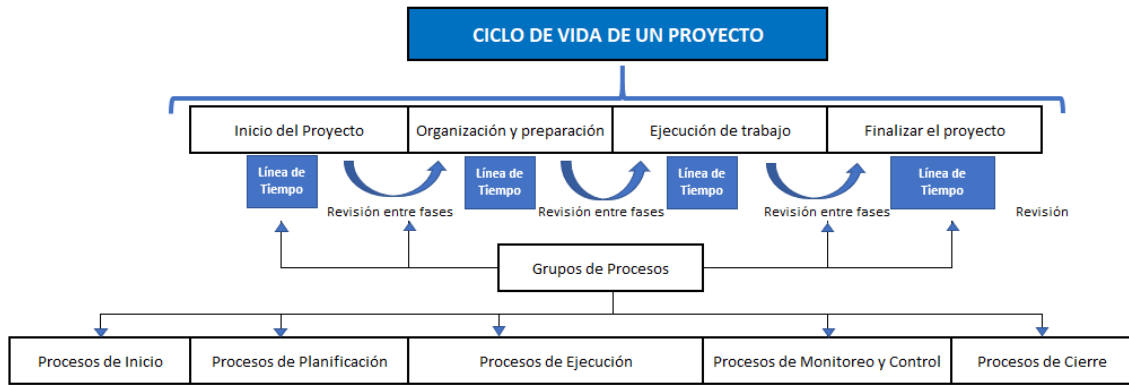 CICLO DE VIDA DE UN PROYECTO
Inicio del Proyecto
Organización y preparación
Ejecución de trabajo
Finalizar el proyecto
Línea de
Tiempo
Línea de
Tiempo
Línea de
Tiempo
Línea de
Tiempo
Revisión entre fases
Revisión entre fases
Revisión entre fases
Revisión
Grupos de Procesos
Procesos de Inicio
Procesos de Planificación
Procesos de Ejecución
Procesos de Monitoreo y Control
Procesos de Cierre